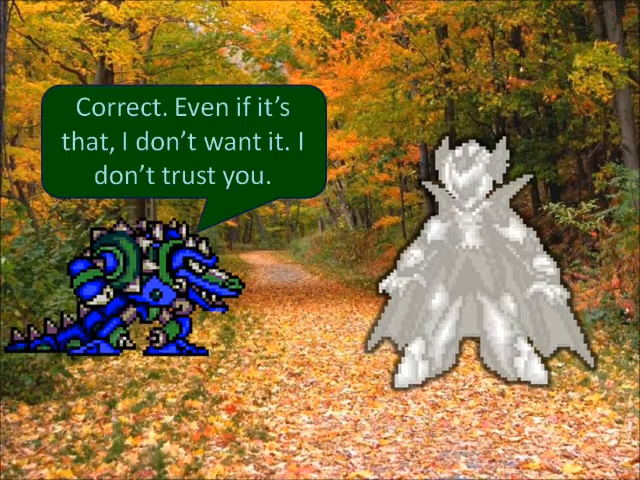 Correct. Even if it’s
that, I don’t want it. I
don’t trust you.